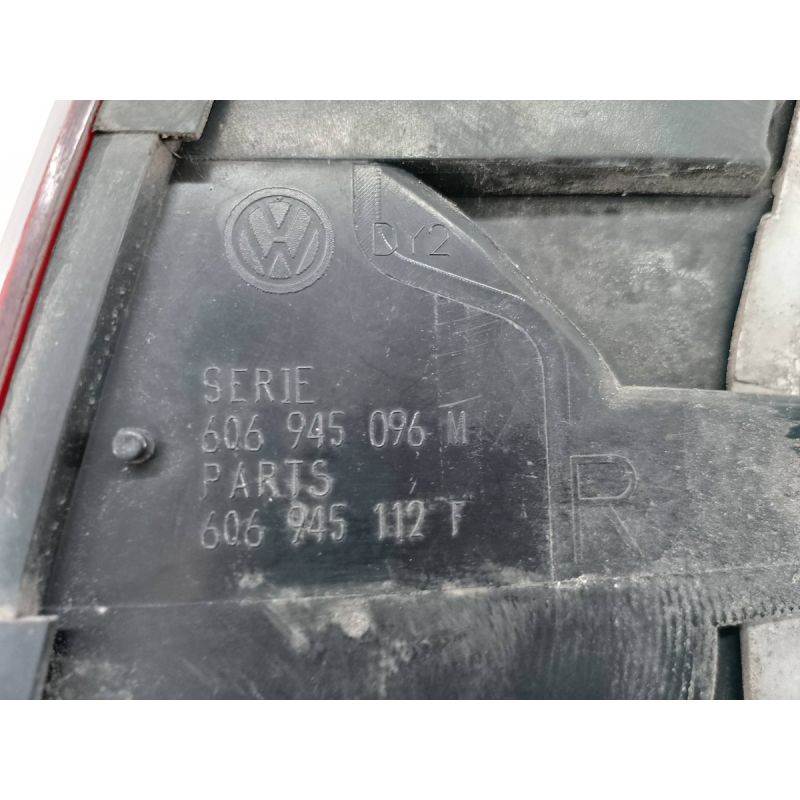 DY2
SERIE
6Q6 945 096 M
PARTS
6Q6 945 112 F
R